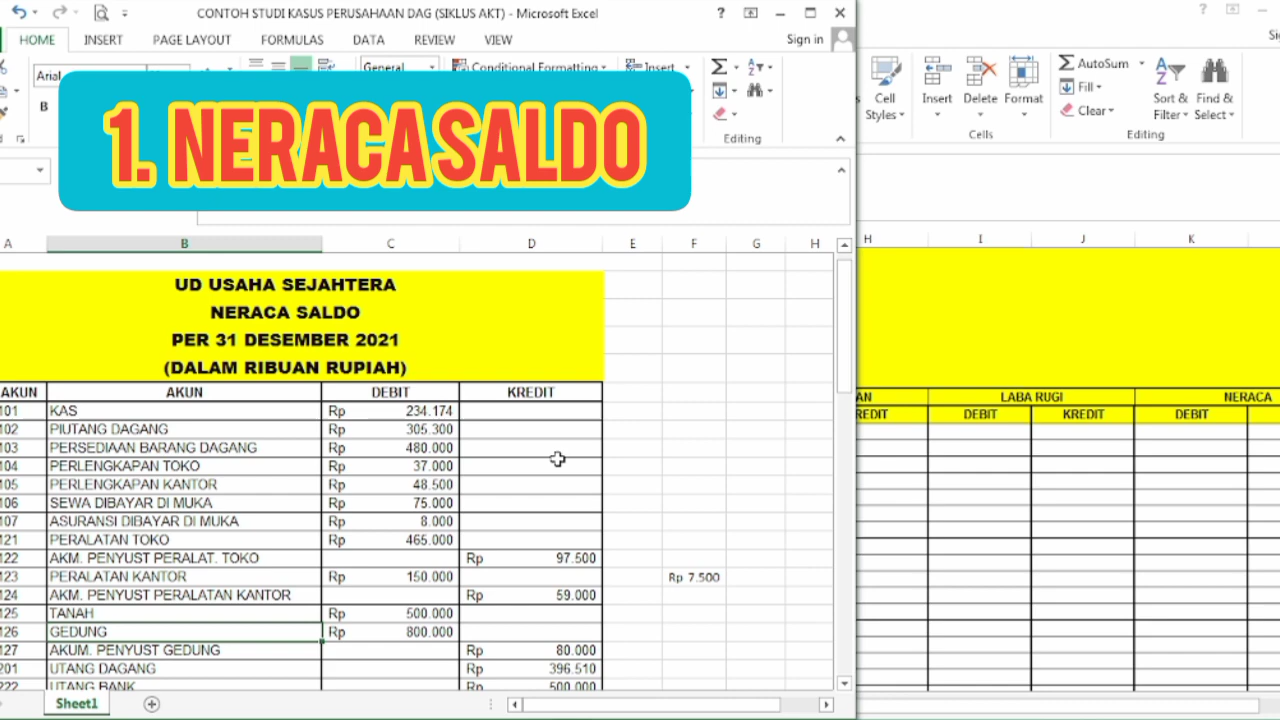 CONTOH STUDI KASUS PERUSAHAAN DAG (SIKLUS AKT) - Microsoft Excel
HOME INSERT PAGE LAYOUT FORMULAS DATA REVIEW VIEW Sign in
Arial General Conditional Formatting Insert
B
Editing
1. NERACA SALDO
Cell Styles Insert Delete Format AutoSum Fill Clear Sort & Filter Find & Select
Cells Editing
A B C D E F G H
H I J K
UD USAHA SEJAHTERA
NERACA SALDO
PER 31 DESEMBER 2021
(DALAM RIBUAN RUPIAH)
AKUN AKUN DEBIT KREDIT
101 KAS Rp 234.174
102 PIUTANG DAGANG Rp 305.300
103 PERSEDIAAN BARANG DAGANG Rp 480.000
104 PERLENGKAPAN TOKO Rp 37.000
105 PERLENGKAPAN KANTOR Rp 48.500
106 SEWA DIBAYAR DI MUKA Rp 75.000
107 ASURANSI DIBAYAR DI MUKA Rp 8.000
121 PERALATAN TOKO Rp 465.000
122 AKM. PENYUST PERALAT. TOKO Rp 97.500
123 PERALATAN KANTOR Rp 150.000 Rp 7.500
124 AKM. PENYUST PERALATAN KANTOR Rp 59.000
125 TANAH Rp 500.000
126 GEDUNG Rp 800.000
127 AKUM. PENYUST GEDUNG Rp 80.000
201 UTANG DAGANG Rp 396.510
222 UTANG BANK Rp 500.000
Sheet1
LABA RUGI NERACA
DEBIT KREDIT DEBIT